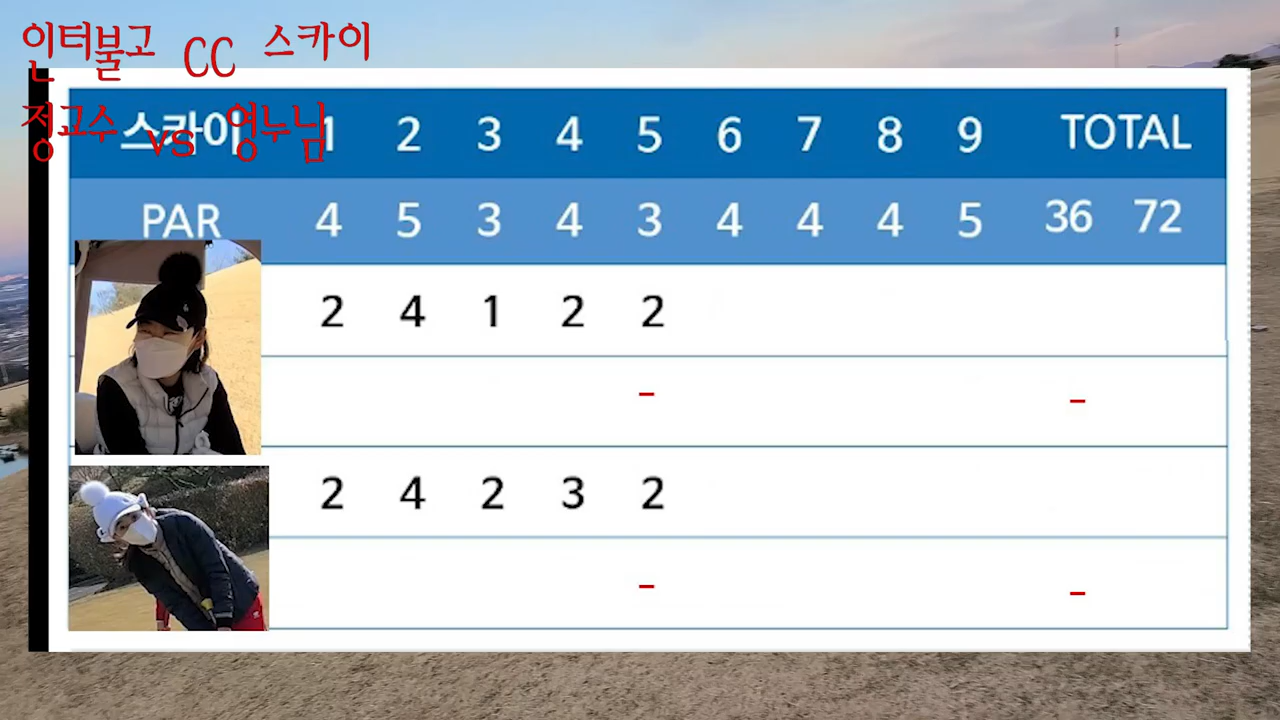 인터불고 CC 스카이
정교수 vs 영누님
스카이 1 2 3 4 5 6 7 8 9 TOTAL
PAR 4 5 3 4 3 4 4 4 5 36 72
2 4 1 2 2
- -
2 4 2 3 2
- -